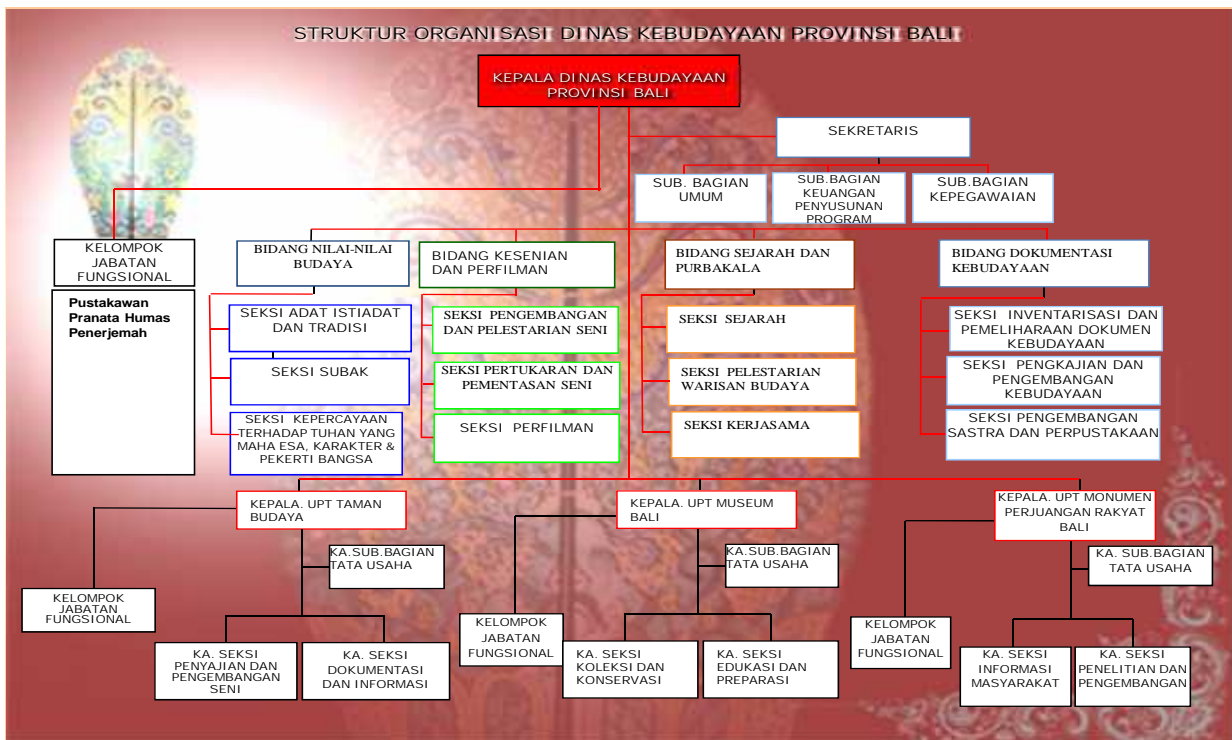 STRUKTUR ORGANISASI DINAS KEBUDAYAAN PROVINSI BALI
KEPALA DINAS KEBUDAYAAN
PROVINSI BALI
SEKRETARIS
SUB. BAGIAN
UMUM
SUB.BAGIAN
KEUANGAN
PENYUSUNAN
PROGRAM
SUB.BAGIAN
KEPEGAWAIAN
KELOMPOK
JABATAN
FUNGSIONAL
Pustakawan
Pranata Humas
Penerjemah
BIDANG NILAI-NILAI
BUDAYA
SEKSI ADAT ISTIADAT
DAN TRADISI
SEKSI SUBAK
SEKSI KEPERCAYAAN
TERHADAP TUHAN YANG
MAHA ESA, KARAKTER &
PEKERTI BANGSA
BIDANG KESENIAN
DAN PERFILMAN
SEKSI PENGEMBANGAN
DAN PELESTARIAN SENI
SEKSI PERTUKARAN DAN
PEMENTASAN SENI
SEKSI PERFILMAN
BIDANG SEJARAH DAN
PURBAKALA
SEKSI SEJARAH
SEKSI PELESTARIAN
WARISAN BUDAYA
SEKSI KERJASAMA
BIDANG DOKUMENTASI
KEBUDAYAAN
SEKSI INVENTARISASI DAN
PEMELIHARAAN DOKUMEN
KEBUDAYAAN
SEKSI PENGKAJIAN DAN
PENGEMBANGAN
KEBUDAYAAN
SEKSI PENGEMBANGAN
SASTRA DAN PERPUSTAKAAN
KEPALA. UPT TAMAN
BUDAYA
KA.SUB.BAGIAN
TATA USAHA
KELOMPOK
JABATAN
FUNGSIONAL
KA. SEKSI
PENYAJIAN DAN
PENGEMBANGAN
SENI
KA. SEKSI
DOKUMENTASI
DAN INFORMASI
KEPALA. UPT MUSEUM
BALI
KA.SUB.BAGIAN
TATA USAHA
KELOMPOK
JABATAN
FUNGSIONAL
KA. SEKSI
KOLEKSI DAN
KONSERVASI
KA. SEKSI
EDUKASI DAN
PREPARASI
KEPALA. UPT MONUMEN
PERJUANGAN RAKYAT
BALI
KA. SUB.BAGIAN
TATA USAHA
KELOMPOK
JABATAN
FUNGSIONAL
KA. SEKSI
INFORMASI
MASYARAKAT
KA. SEKSI
PENELITIAN DAN
PENGEMBANGAN